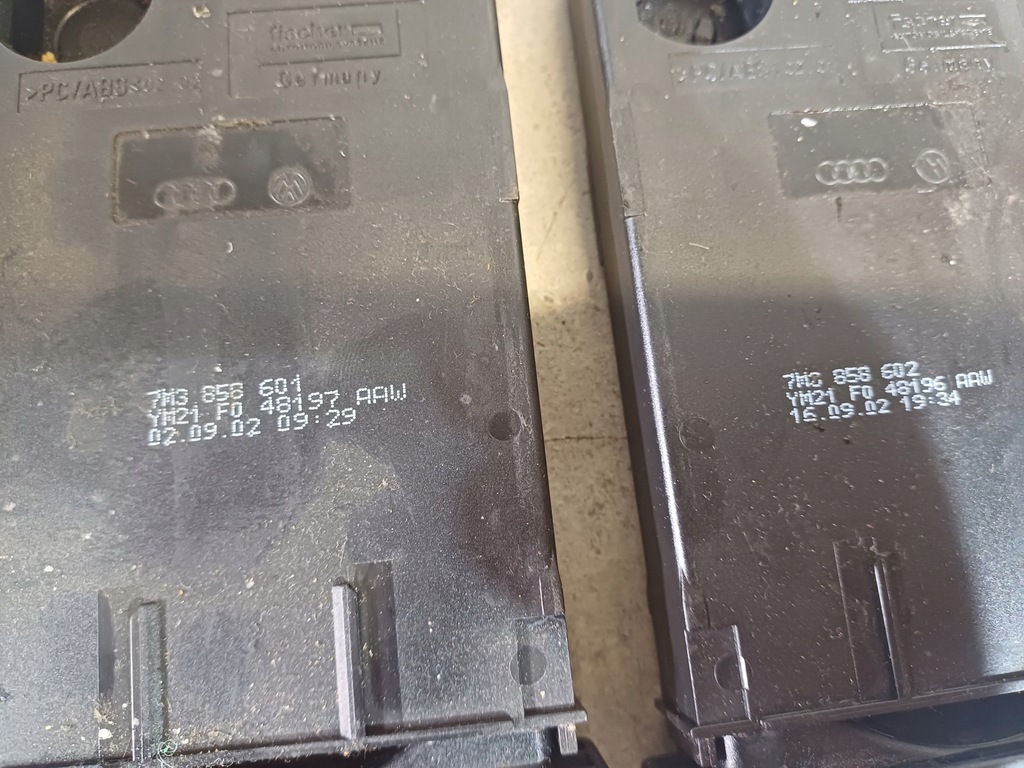 fischer
Germany
>PC/ABS<
7M3 858 601
YM21 F0 48197 AAW
02.09.02 09:29
fischer
Germany
7M3 858 602
YM21 F0 48196 AAW
16.09.02 19:34